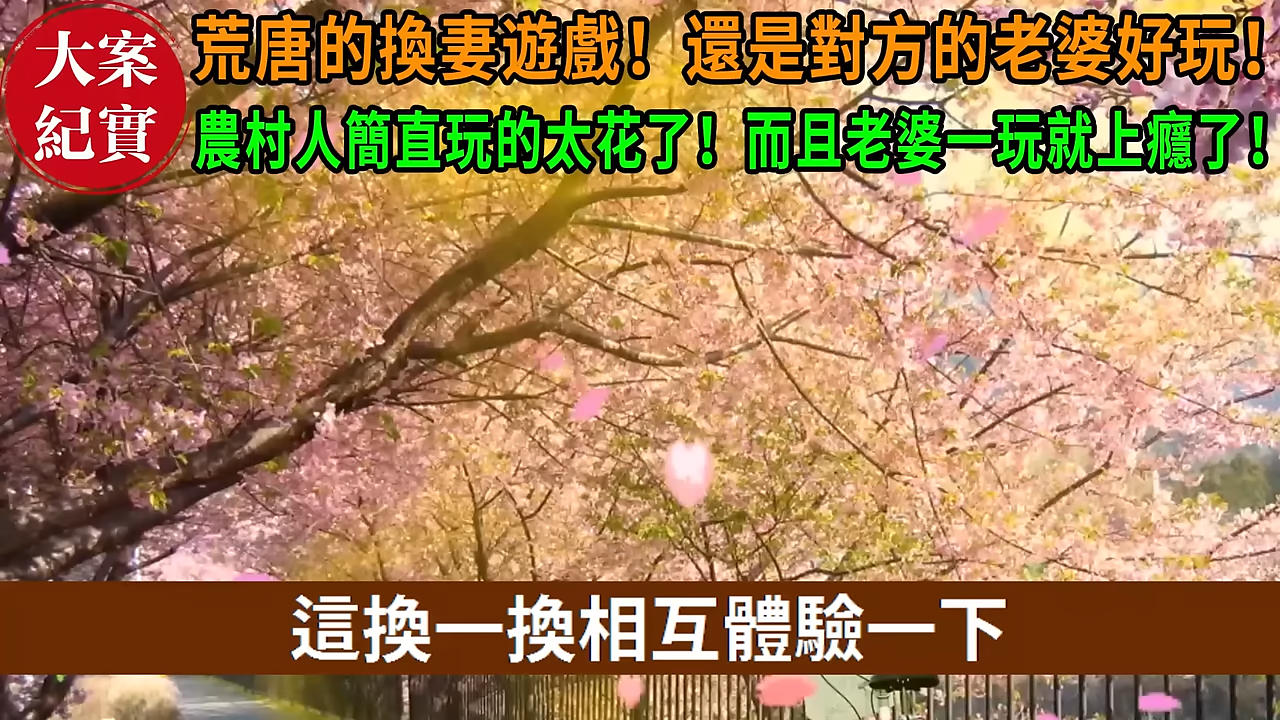 大案
紀實
荒唐的換妻遊戲!還是對方的老婆好玩!
農村人簡直玩的太花了!而且老婆一玩就上癮了!
這換一換相互體驗一下